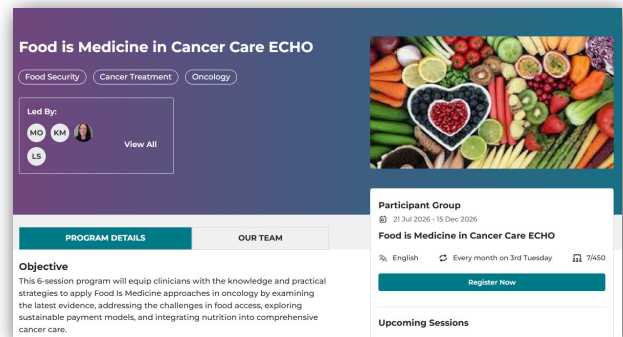 Food is Medicine in Cancer Care ECHO
Food Security
Cancer Treatment
Oncology
Led By:
MO
KM
LS
View All
PROGRAM DETAILS
OUR TEAM
Objective
This 6-session program will equip clinicians with the knowledge and practical
strategies to apply Food Is Medicine approaches in oncology by examining
the latest evidence, addressing the challenges in food access, exploring
sustainable payment models, and integrating nutrition into comprehensive
cancer care.
Participant Group
21 Jul 2026 - 15 Dec 2026
Food is Medicine in Cancer Care ECHO
English
Every month on 3rd Tuesday
7/450
Register Now
Upcoming Sessions